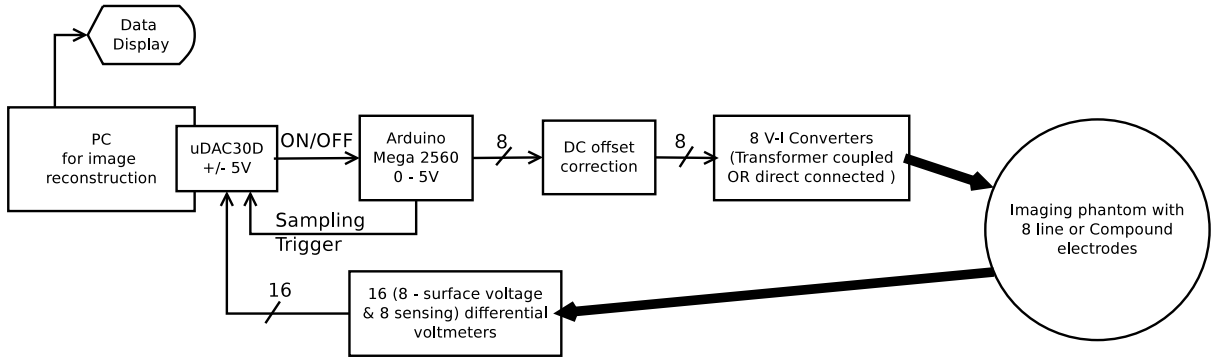 Data
Display
PC
for image
reconstruction
uDAC30D
+/- 5V
ON/OFF
Arduino
Mega 2560
0 - 5V
8
DC offset
correction
8
8 V-I Converters
(Transformer coupled
OR direct connected )
Sampling
Trigger
Imaging phantom with
8 line or Compound
electrodes
16
16 (8 - surface voltage
& 8 sensing) differential
voltmeters